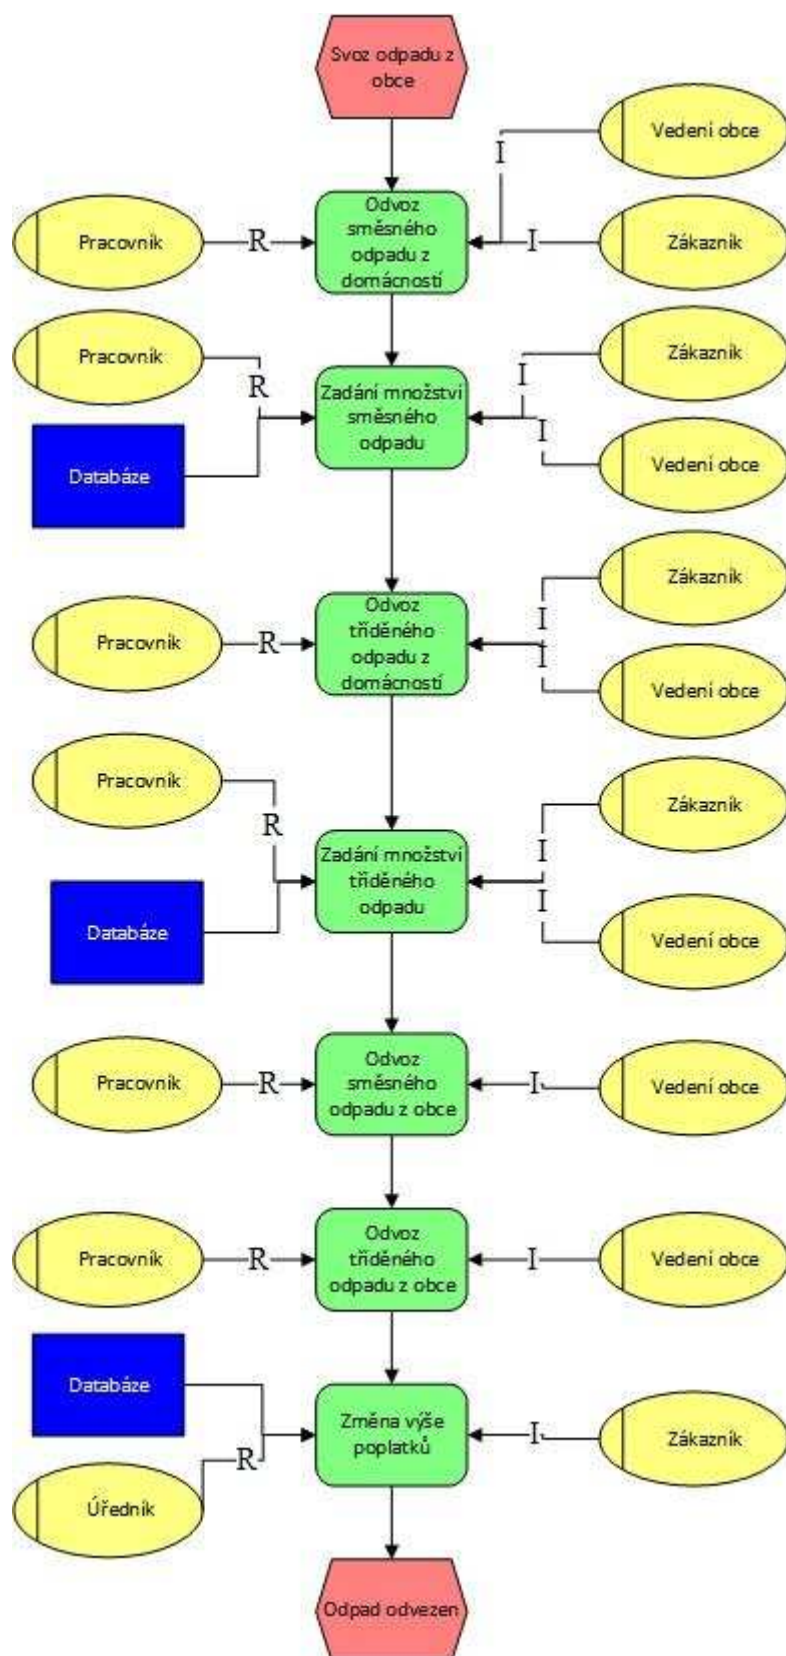 Svoz odpadu z
obce
Vedení obce
I
Pracovník
R
Odvoz
směsného
odpadu z
domácností
I
Zákazník
Pracovník
R
Databáze
Zadání množství
směsného
odpadu
I
Zákazník
I
Vedení obce
Pracovník
R
Odvoz
tříděného
odpadu z
domácností
I
Zákazník
I
Vedení obce
Pracovník
R
Databáze
Zadání množství
tříděného
odpadu
I
Zákazník
I
Vedení obce
Pracovník
R
Odvoz
směsného
odpadu z obce
I
Vedení obce
Pracovník
R
Odvoz
tříděného
odpadu z obce
I
Vedení obce
Databáze
R
Úředník
Změna výše
poplatků
I
Zákazník
Odpad odvezen